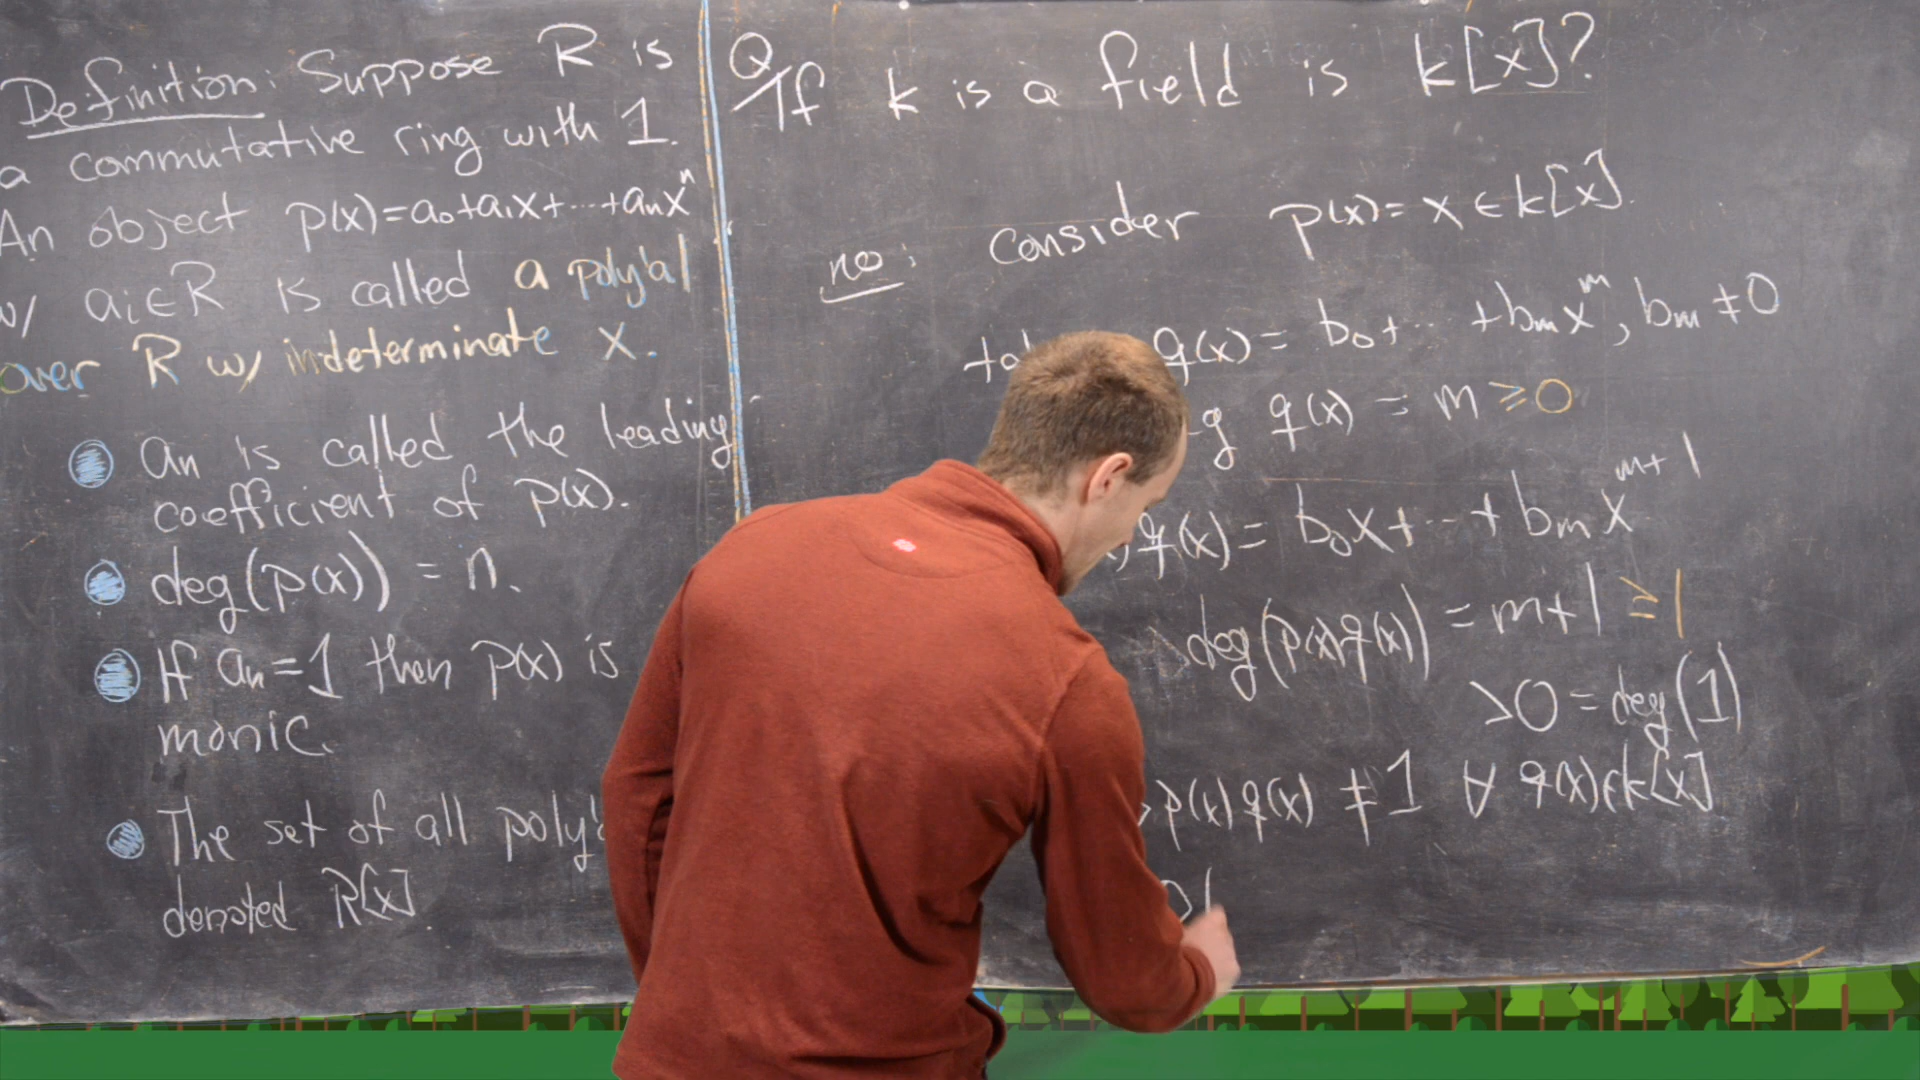 Definition: Suppose R is
a commutative ring with 1.
An object p(x)=a₀+a₁x+⋯+aₙxⁿ
w/ aᵢ∈R is called a poly'al
over R w/ indeterminate x.
aₙ is called the leading
coefficient of p(x).
deg(p(x)) = n.
If aₙ=1 then p(x) is
monic.
The set of all
denoted R[x].
Q/If k is a field is k[x]?
no: Consider p(x)=x∈k[x].
q(x)= b₀+⋯+bₘxᵐ, bₘ≠0
q(x) = m ≥0
q(x)= b₀x+⋯+bₘxᵐ⁺¹
deg(p(x)q(x)) = m+1 ≥1
>0 = deg(1)
p(x)q(x) ≠1 ∀ q(x)∈k[x]